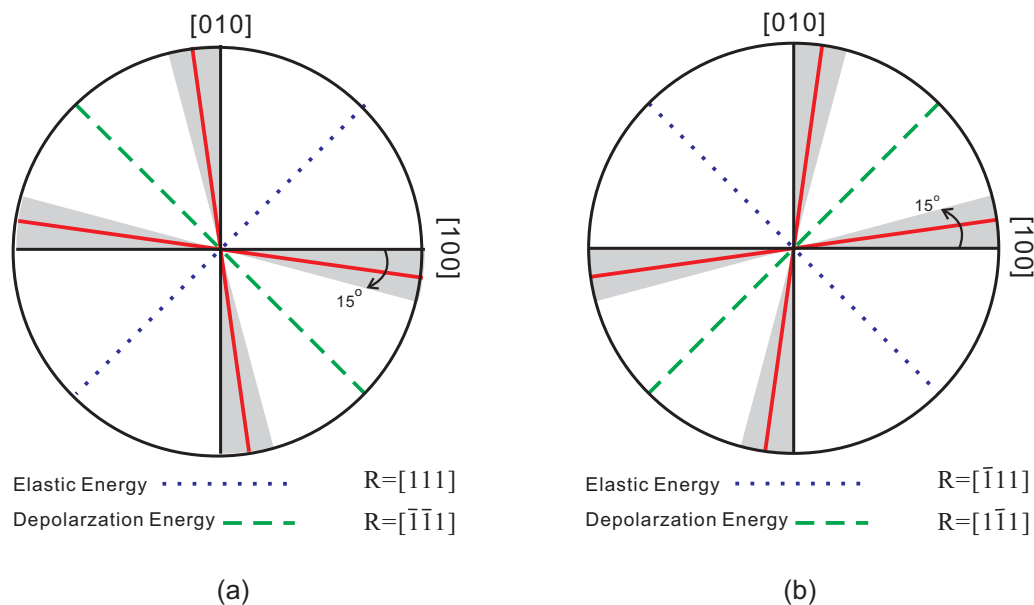 [010]
[100]
15°
Elastic Energy
R=[111]
Depolarzation Energy
R=[1̄1̄1]
(a)
[010]
[100]
15°
Elastic Energy
R=[1̄11]
Depolarzation Energy
R=[11̄1]
(b)